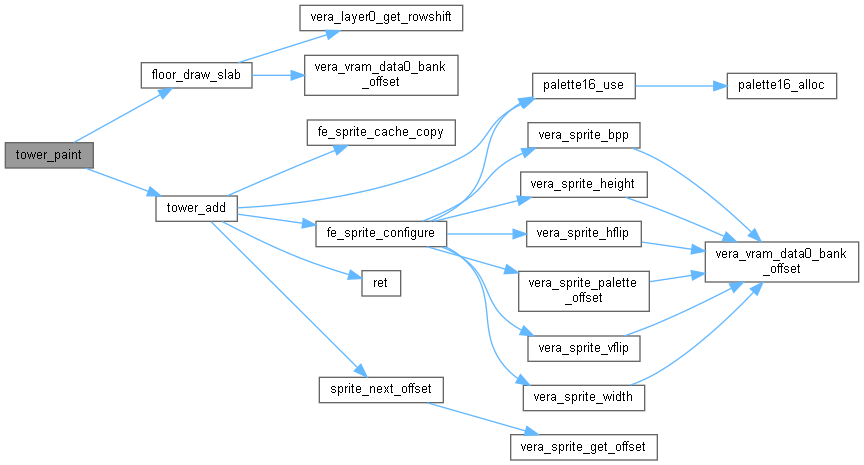 vera_layer0_get_rowshift
floor_draw_slab
vera_vram_data0_bank
_offset
palette16_use
palette16_alloc
fe_sprite_cache_copy
vera_sprite_bpp
tower_paint
vera_sprite_height
tower_add
fe_sprite_configure
vera_sprite_hflip
vera_vram_data0_bank
_offset
ret
vera_sprite_palette
_offset
vera_sprite_vflip
sprite_next_offset
vera_sprite_width
vera_sprite_get_offset